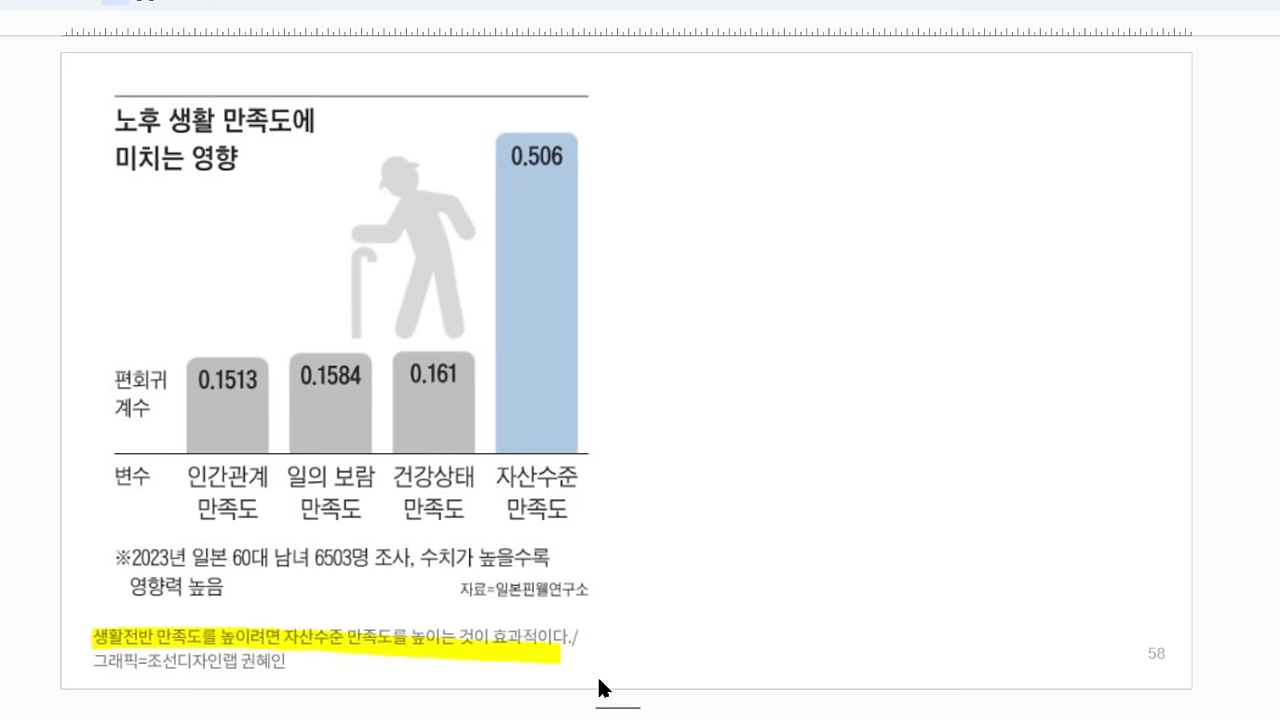 노후 생활 만족도에
미치는 영향
0.506
0.1513
0.1584
0.161
편회귀
계수
변수
인간관계
만족도
일의 보람
만족도
건강상태
만족도
자산수준
만족도
※2023년 일본 60대 남녀 6503명 조사, 수치가 높을수록
영향력 높음
자료=일본핀웰연구소
생활전반 만족도를 높이려면 자산수준 만족도를 높이는 것이 효과적이다./
그래픽=조선디자인랩 권혜인
58